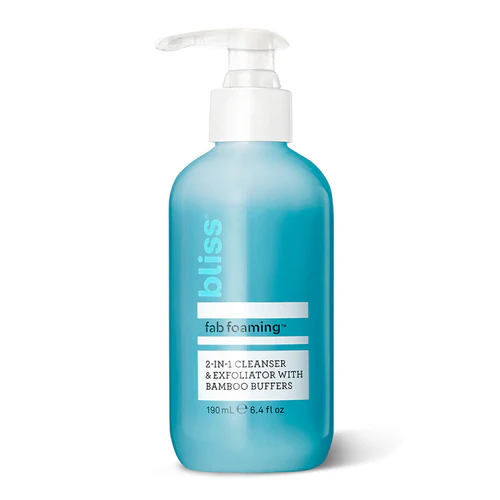 bliss®
fab foaming™
2-IN-1 CLEANSER
& EXFOLIATOR WITH
BAMBOO BUFFERS
190 mL ℮ 6.4 fl oz